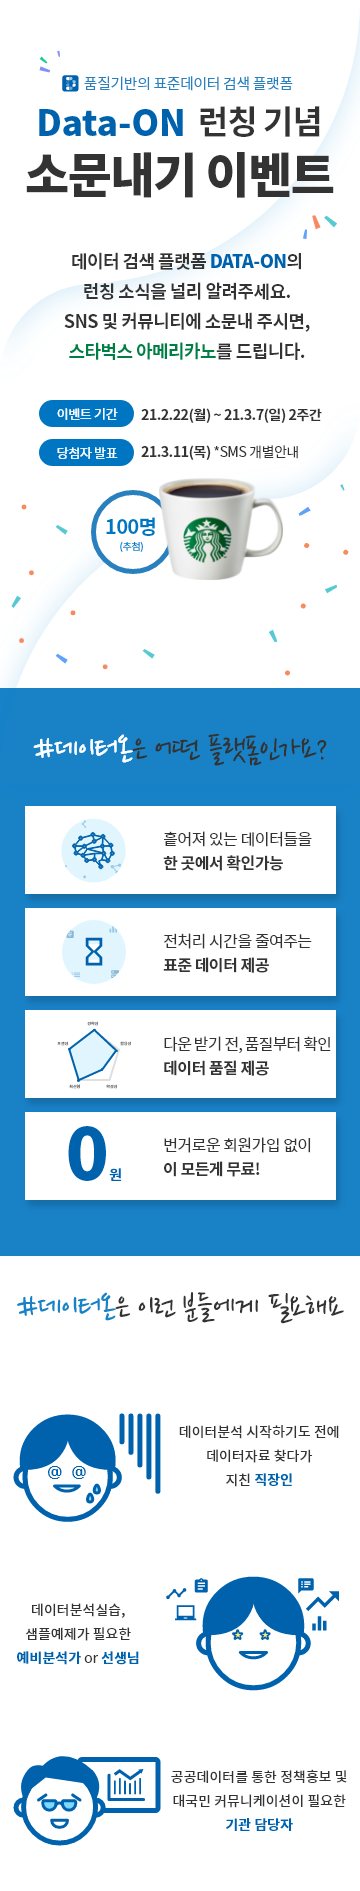 품질기반의 표준데이터 검색 플랫폼
Data-ON 런칭 기념
소문내기 이벤트
데이터 검색 플랫폼 DATA-ON의
런칭 소식을 널리 알려주세요.
SNS 및 커뮤니티에 소문내 주시면,
스타벅스 아메리카노를 드립니다.
이벤트 기간 21.2.22(월) ~ 21.3.7(일) 2주간
당첨자 발표 21.3.11(목) *SMS 개별안내
100명
(추첨)
#데이터온은 어떤 플랫폼인가요?
흩어져 있는 데이터들을
한 곳에서 확인가능
전처리 시간을 줄여주는
표준 데이터 제공
다운 받기 전, 품질부터 확인
데이터 품질 제공
0원
번거로운 회원가입 없이
이 모든게 무료!
#데이터온은 이런 분들에게 필요해요
데이터분석 시작하기도 전에
데이터자료 찾다가
지친 직장인
@ @
데이터분석실습,
샘플예제가 필요한
예비분석가 or 선생님
공공데이터를 통한 정책홍보 및
대국민 커뮤니케이션이 필요한
기관 담당자